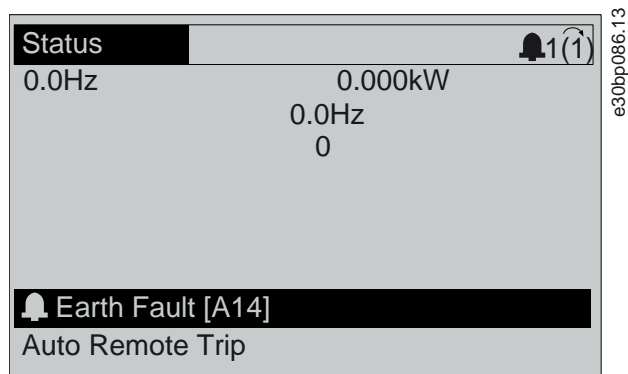 Status 1(1)
0.0Hz 0.000kW
0.0Hz
0
Earth Fault [A14]
Auto Remote Trip
e30bp086.13